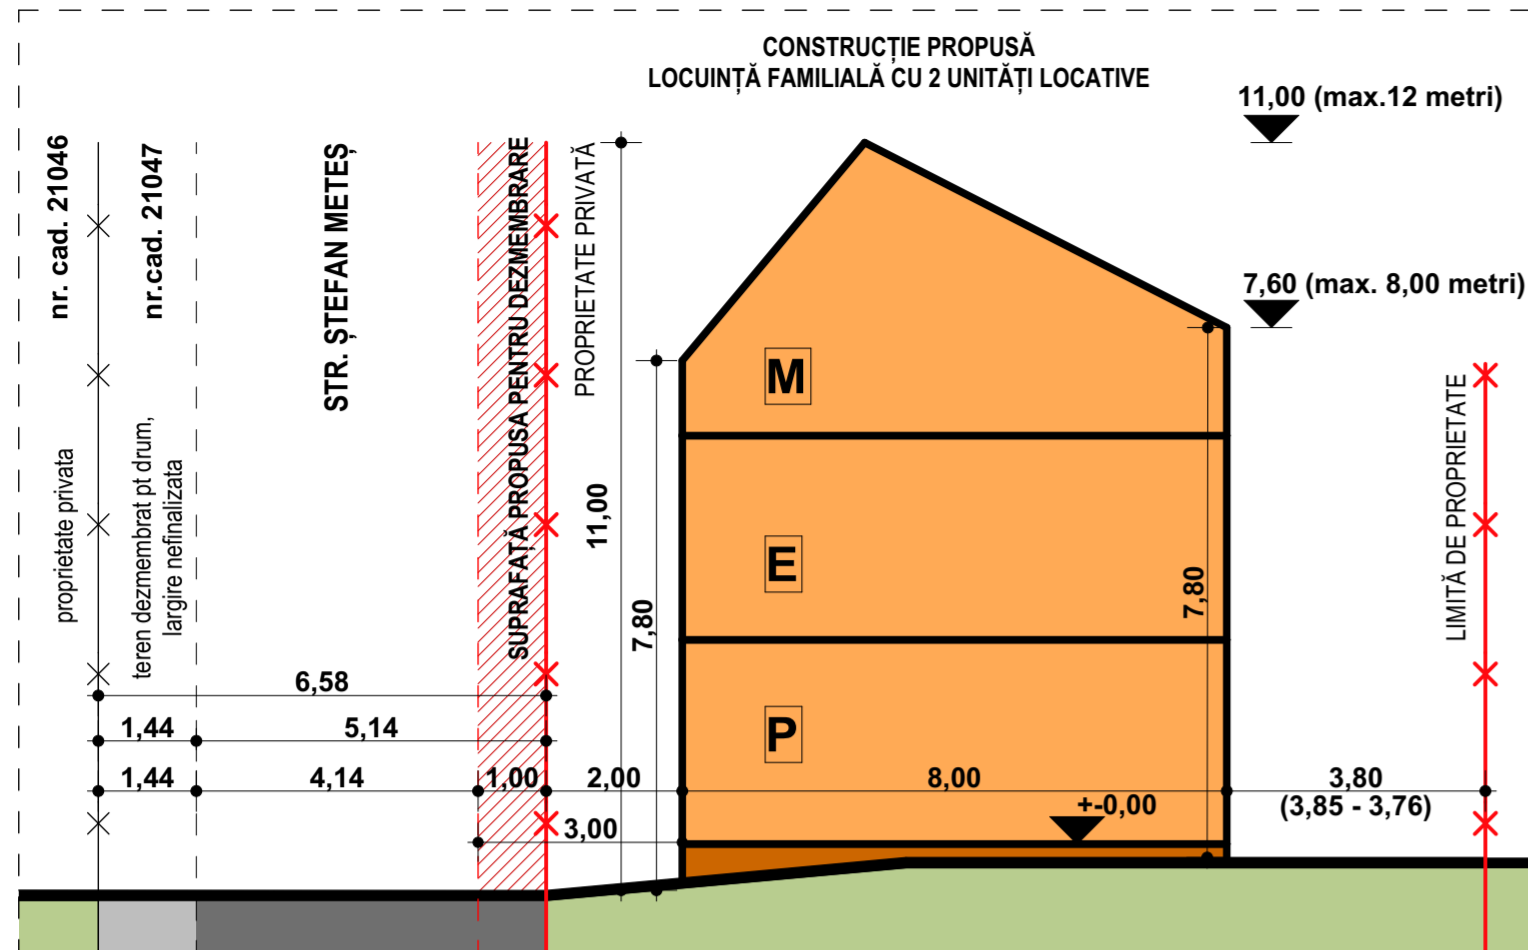 CONSTRUCȚIE PROPUSĂ
LOCUINȚĂ FAMILIALĂ CU 2 UNITĂȚI LOCATIVE
11,00 (max.12 metri)
7,60 (max. 8,00 metri)
nr. cad. 21046
proprietate privata
nr.cad. 21047
teren dezmembrat pt drum,
largire nefinalizata
STR. ȘTEFAN METEȘ
SUPRAFAȚĂ PROPUSA PENTRU DEZMEMBRARE
PROPRIETATE PRIVATĂ
11,00
7,80
M
E
P
7,80
LIMITĂ DE PROPRIETATE
6,58
1,44
5,14
1,44
4,14
1,00
2,00
8,00
3,80
(3,85 - 3,76)
+-0,00
3,00